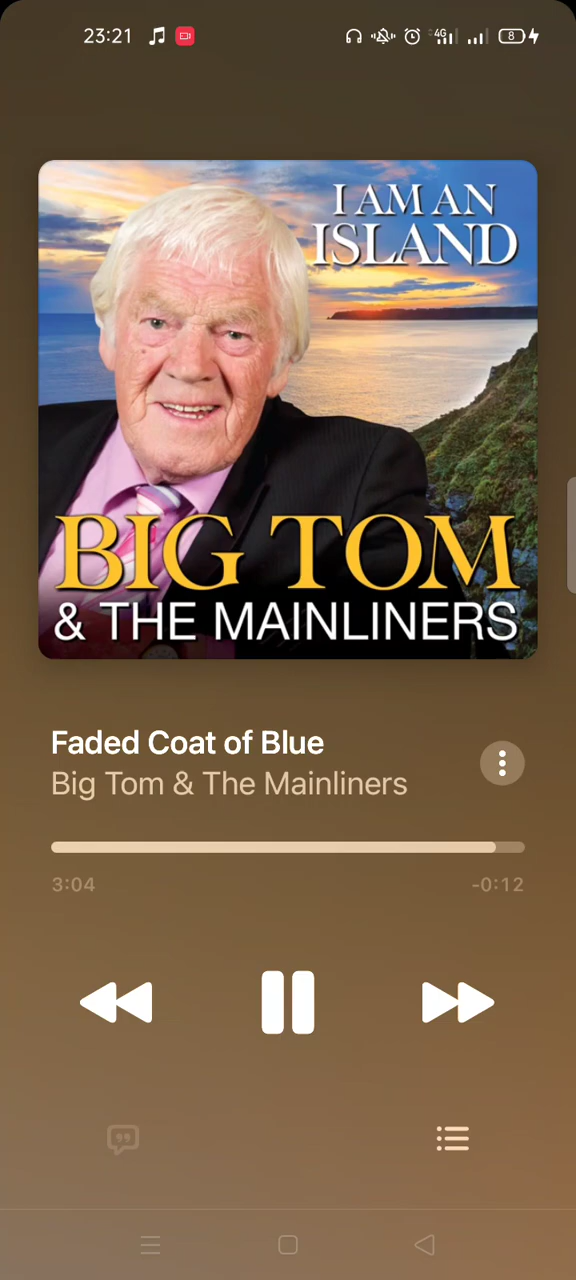 23:21
4G
8
I AM AN
ISLAND
BIG TOM
& THE MAINLINERS
Faded Coat of Blue
Big Tom & The Mainliners
3:04
-0:12